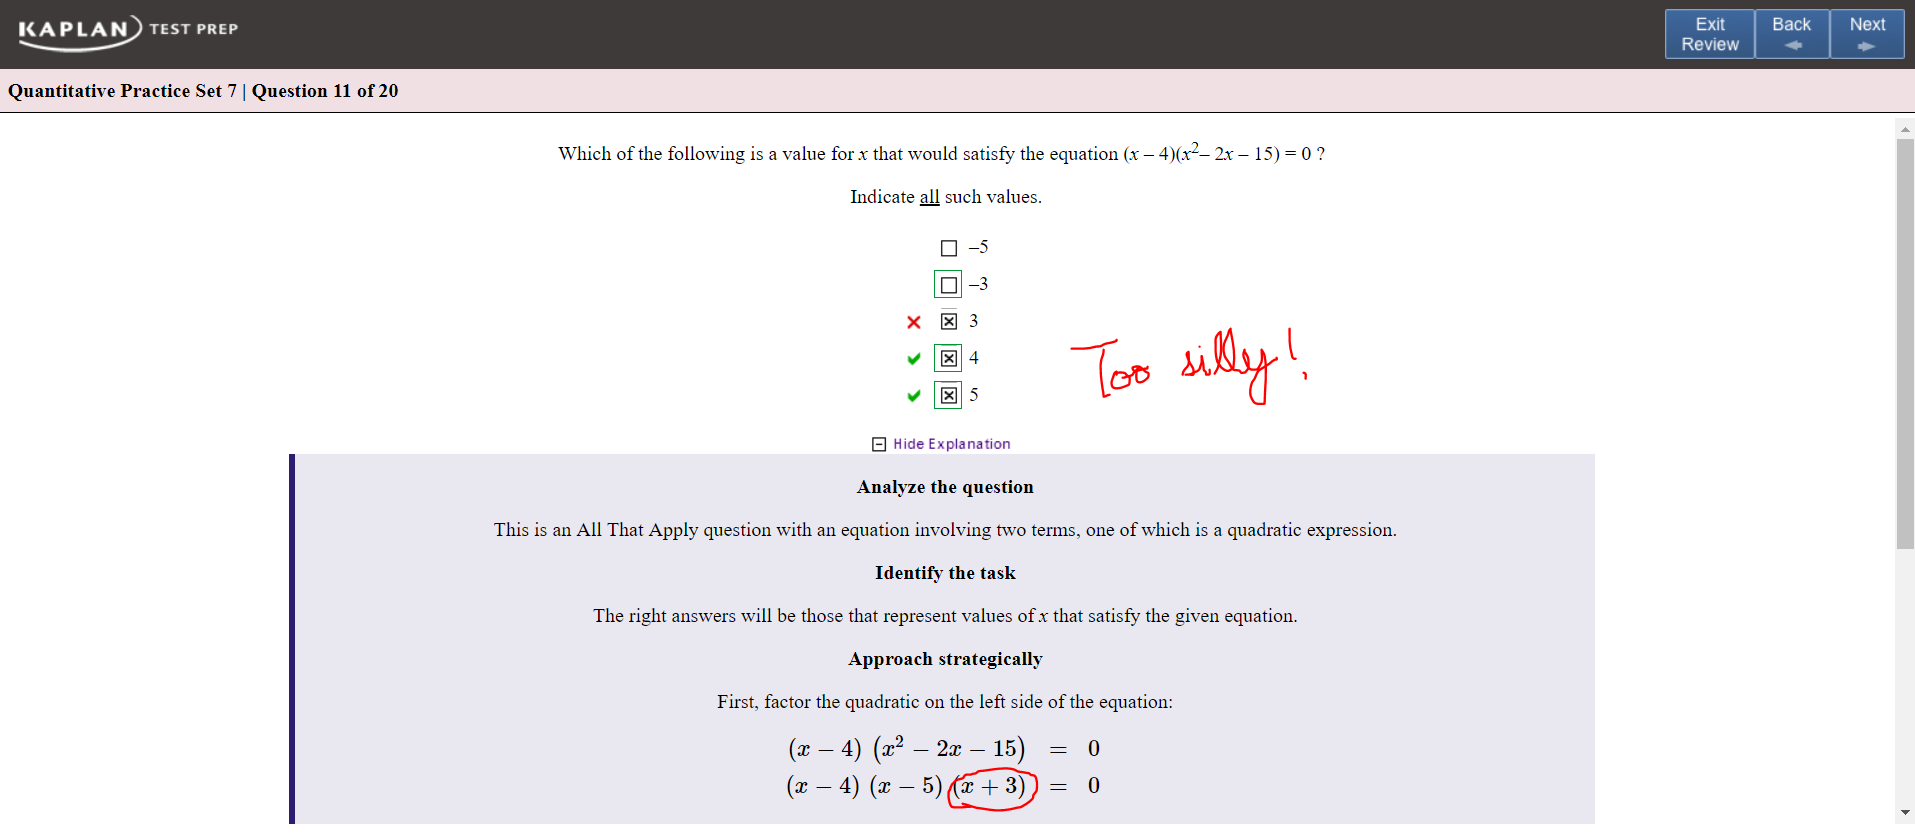 KAPLAN TEST PREP
Exit Review
Back
Next
Quantitative Practice Set 7 | Question 11 of 20
Which of the following is a value for x that would satisfy the equation (x – 4)(x²– 2x – 15) = 0 ?
Indicate all such values.
–5
–3
3
4
5
Too silly!
Hide Explanation
Analyze the question
This is an All That Apply question with an equation involving two terms, one of which is a quadratic expression.
Identify the task
The right answers will be those that represent values of x that satisfy the given equation.
Approach strategically
First, factor the quadratic on the left side of the equation:
(x − 4) (x² − 2x − 15) = 0
(x − 4) (x − 5) (x + 3) = 0